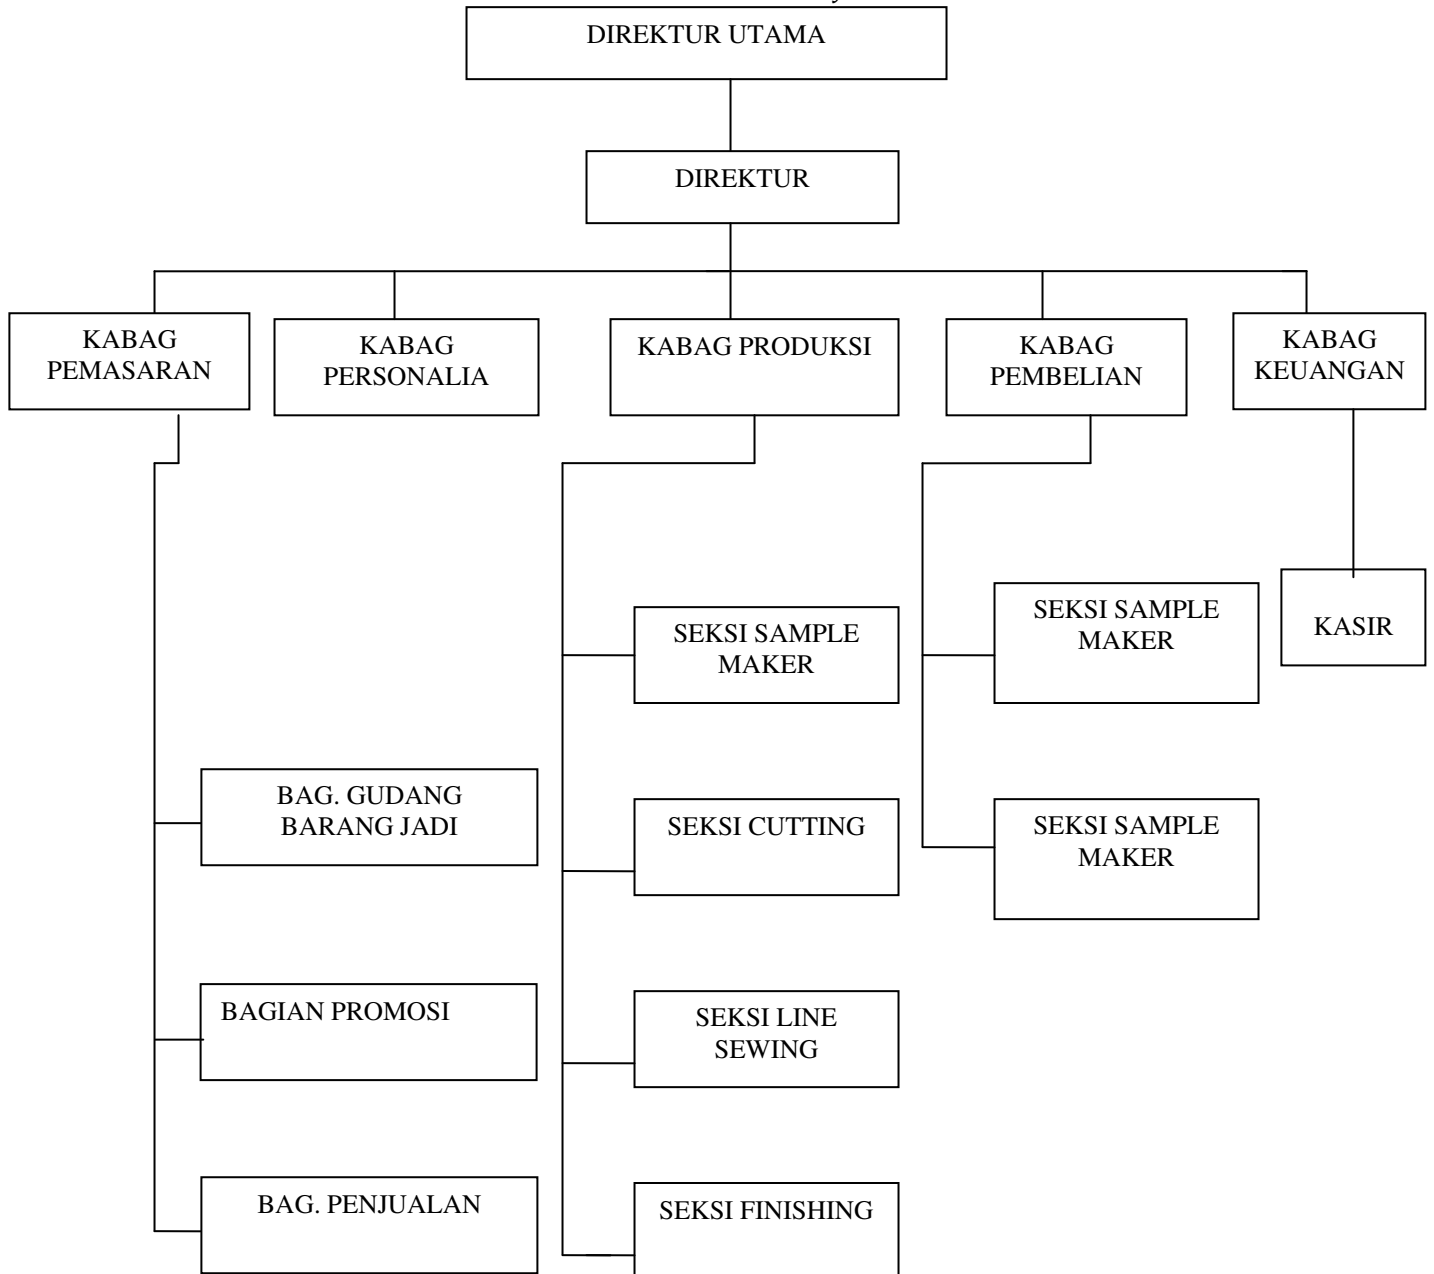 DIREKTUR UTAMA
DIREKTUR
KABAG
PEMASARAN
KABAG
PERSONALIA
KABAG PRODUKSI
KABAG
PEMBELIAN
KABAG
KEUANGAN
SEKSI SAMPLE
MAKER
SEKSI SAMPLE
MAKER
KASIR
BAG. GUDANG
BARANG JADI
SEKSI CUTTING
SEKSI SAMPLE
MAKER
BAGIAN PROMOSI
SEKSI LINE
SEWING
BAG. PENJUALAN
SEKSI FINISHING